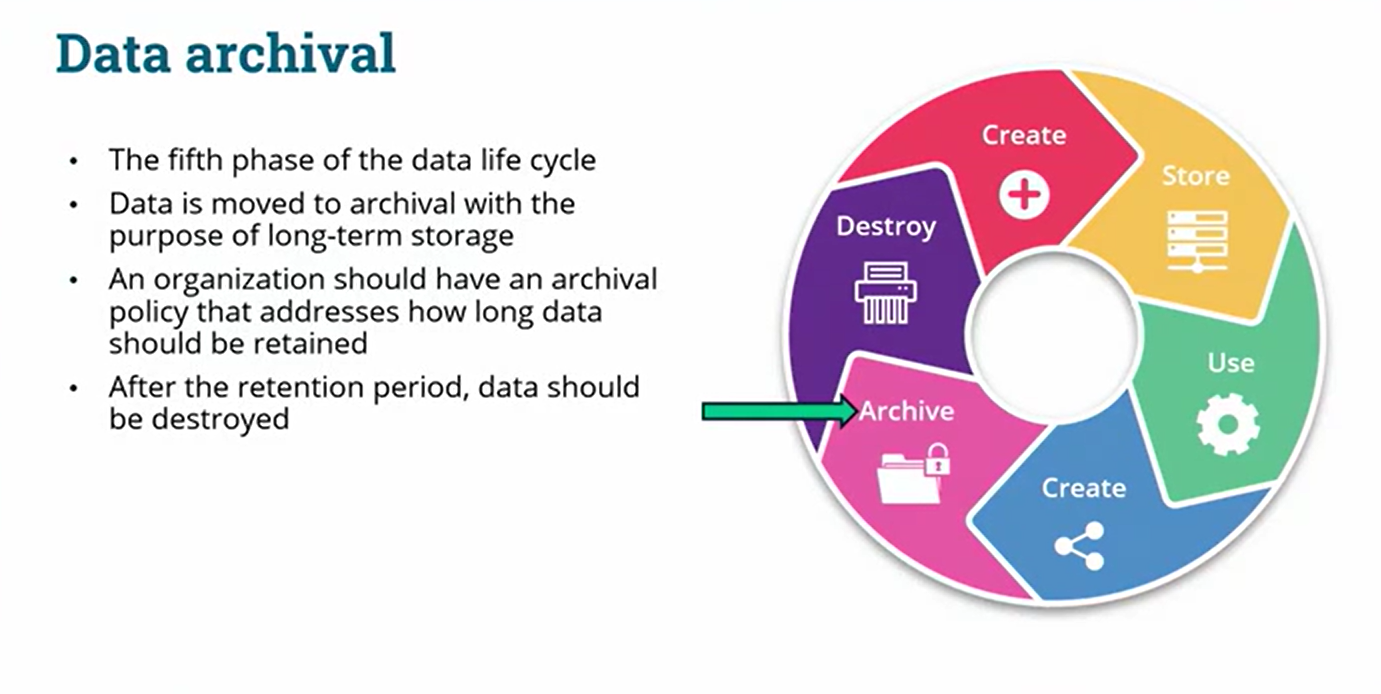 Data archival
• The fifth phase of the data life cycle
• Data is moved to archival with the
purpose of long-term storage
• An organization should have an archival
policy that addresses how long data
should be retained
• After the retention period, data should
be destroyed
Create
Store
Use
Create
Archive
Destroy